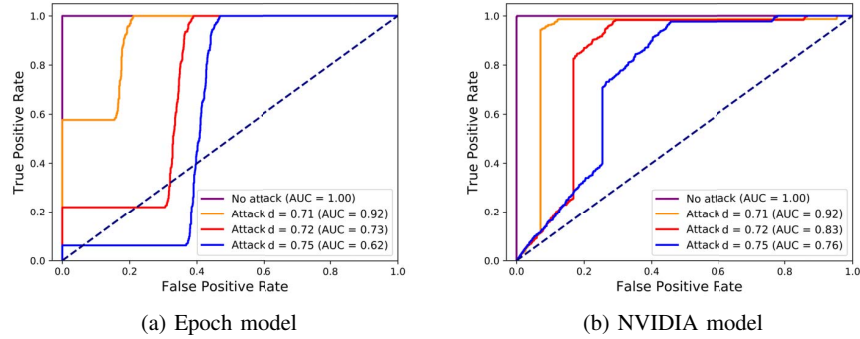 1.0
0.8
0.6
0.4
0.2
0.0
True Positive Rate
No attack (AUC = 1.00)
Attack d = 0.71 (AUC = 0.92)
Attack d = 0.72 (AUC = 0.73)
Attack d = 0.75 (AUC = 0.62)
0.0 0.2 0.4 0.6 0.8 1.0
False Positive Rate
(a) Epoch model
1.0
0.8
0.6
0.4
0.2
0.0
True Positive Rate
No attack (AUC = 1.00)
Attack d = 0.71 (AUC = 0.92)
Attack d = 0.72 (AUC = 0.83)
Attack d = 0.75 (AUC = 0.76)
0.0 0.2 0.4 0.6 0.8 1.0
False Positive Rate
(b) NVIDIA model